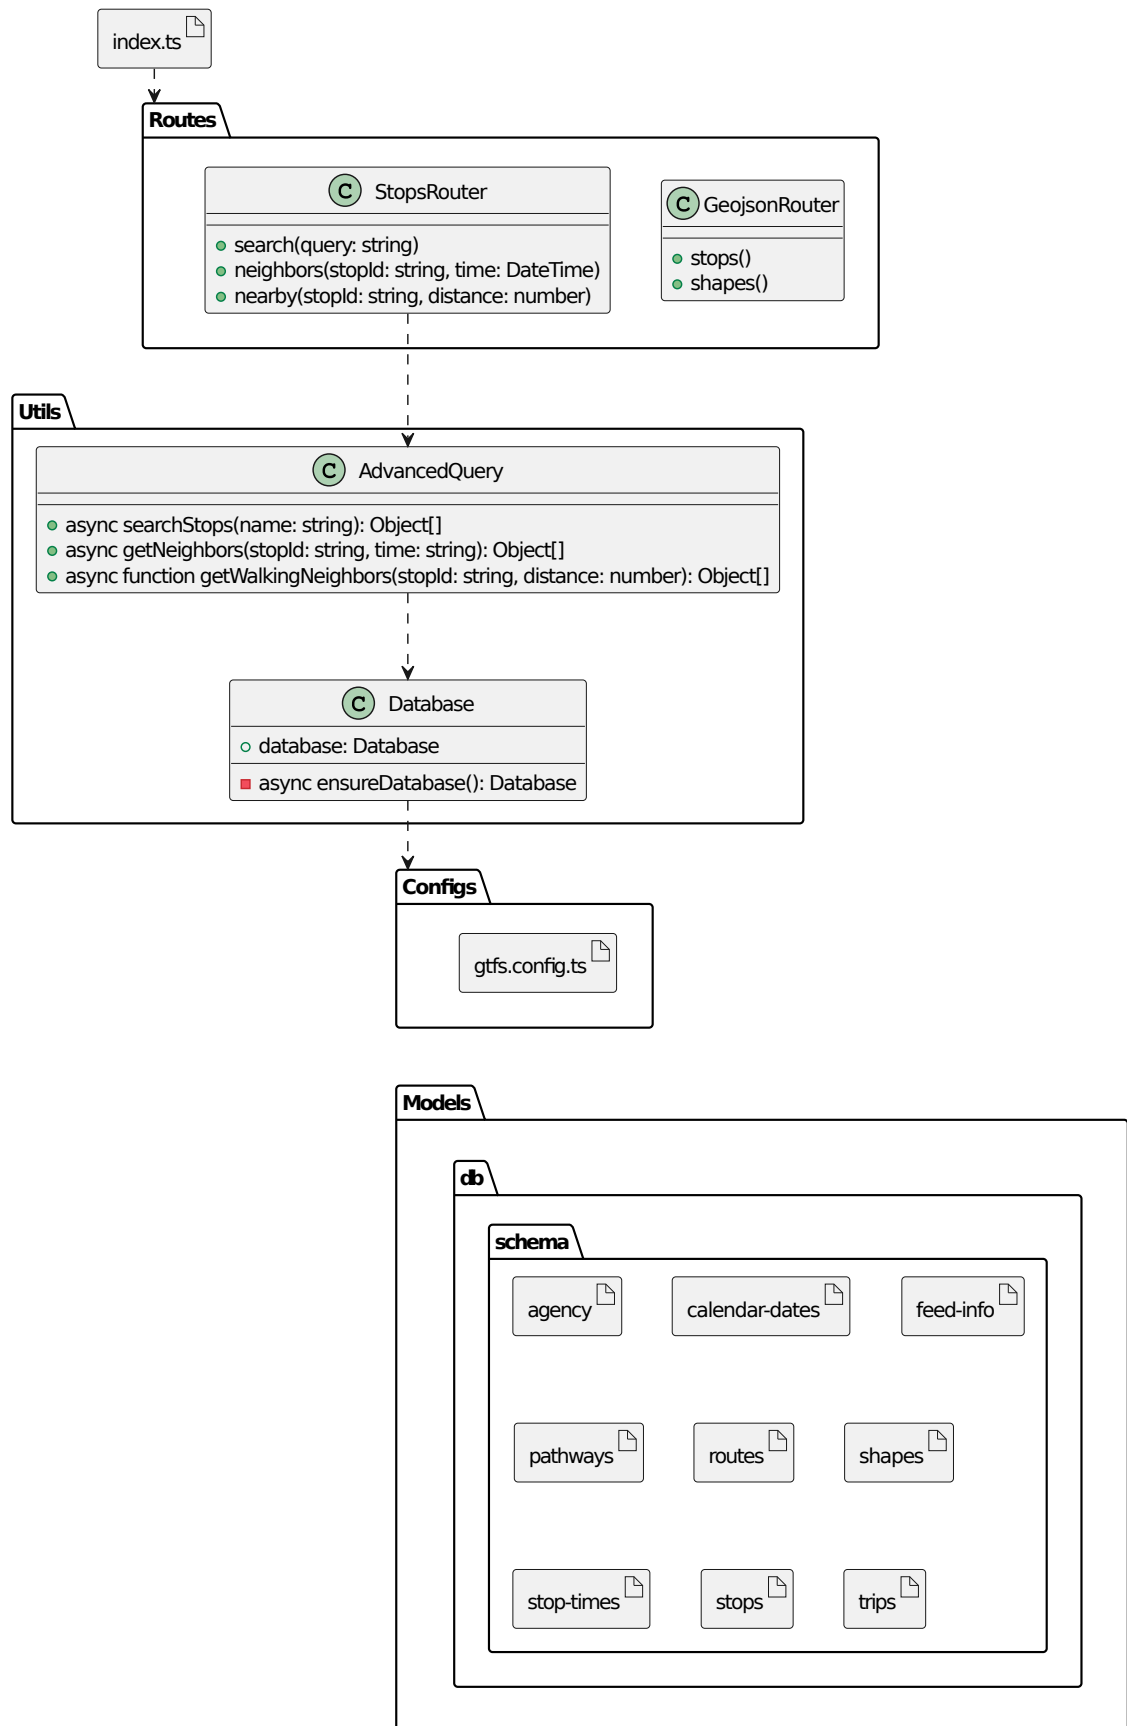 index.ts
Routes
C StopsRouter
search(query: string)
neighbors(stopId: string, time: DateTime)
nearby(stopId: string, distance: number)
C GeojsonRouter
stops()
shapes()
Utils
C AdvancedQuery
async searchStops(name: string): Object[]
async getNeighbors(stopId: string, time: string): Object[]
async function getWalkingNeighbors(stopId: string, distance: number): Object[]
C Database
database: Database
async ensureDatabase(): Database
Configs
gtfs.config.ts
Models
db
schema
agency
calendar-dates
feed-info
pathways
routes
shapes
stop-times
stops
trips